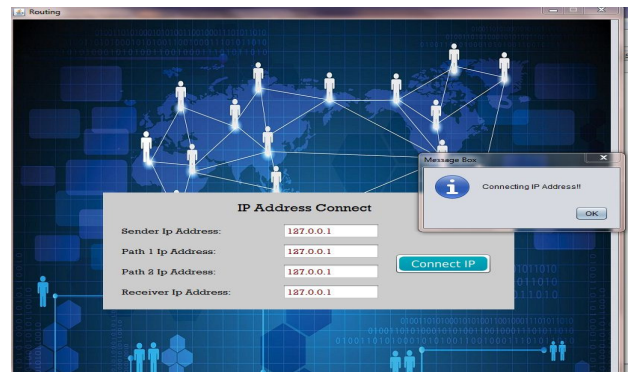 Routing
Message Box
Connecting IP Address!!
OK
IP Address Connect
Sender Ip Address: 127.0.0.1
Path 1 Ip Address: 127.0.0.1
Path 2 Ip Address: 127.0.0.1
Receiver Ip Address: 127.0.0.1
Connect IP